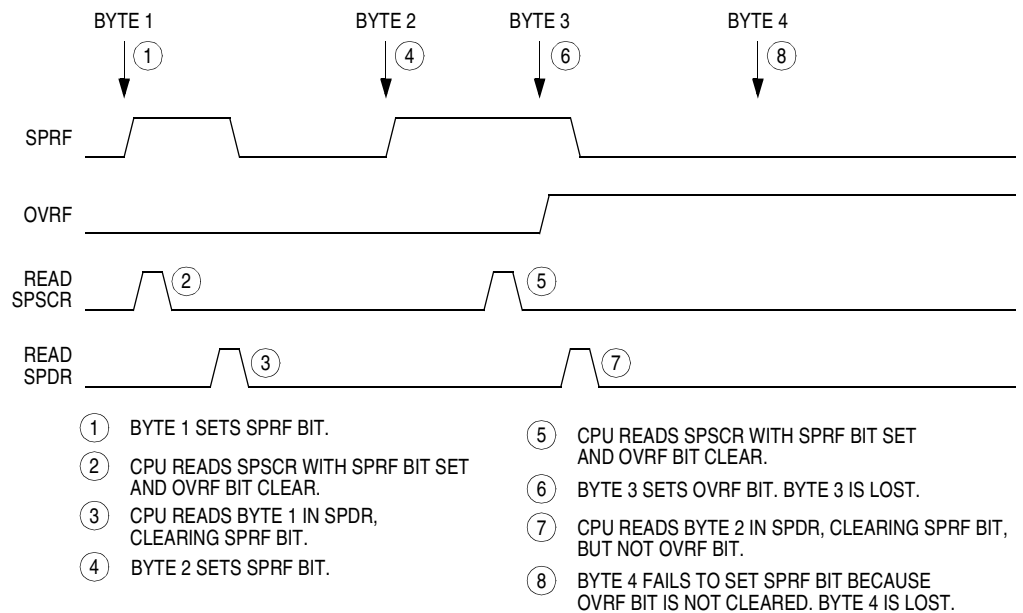 BYTE 1 BYTE 2 BYTE 3 BYTE 4
1 4 6 8
SPRF
OVRF
READ
SPSCR
2 5
READ
SPDR
3 7
1 BYTE 1 SETS SPRF BIT.
2 CPU READS SPSCR WITH SPRF BIT SET
AND OVRF BIT CLEAR.
3 CPU READS BYTE 1 IN SPDR,
CLEARING SPRF BIT.
4 BYTE 2 SETS SPRF BIT.
5 CPU READS SPSCR WITH SPRF BIT SET
AND OVRF BIT CLEAR.
6 BYTE 3 SETS OVRF BIT. BYTE 3 IS LOST.
7 CPU READS BYTE 2 IN SPDR, CLEARING SPRF BIT,
BUT NOT OVRF BIT.
8 BYTE 4 FAILS TO SET SPRF BIT BECAUSE
OVRF BIT IS NOT CLEARED. BYTE 4 IS LOST.